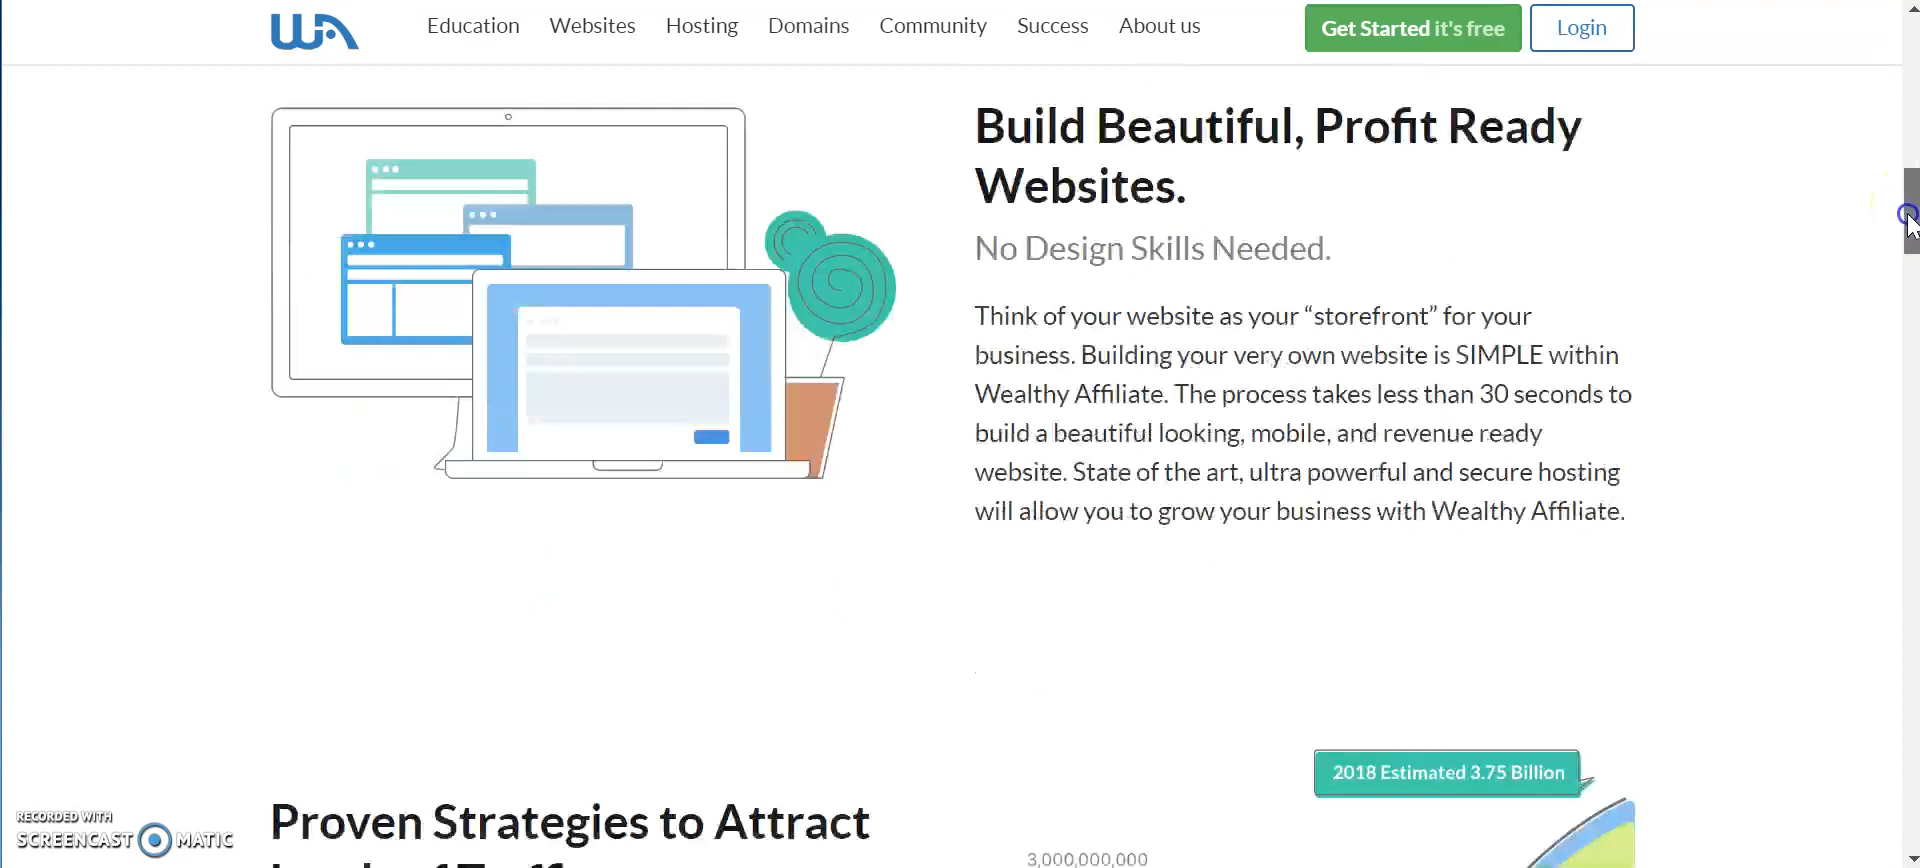 WA
Education Websites Hosting Domains Community Success About us
Get Started it's free
Login
Build Beautiful, Profit Ready
Websites.
No Design Skills Needed.
Think of your website as your “storefront” for your
business. Building your very own website is SIMPLE within
Wealthy Affiliate. The process takes less than 30 seconds to
build a beautiful looking, mobile, and revenue ready
website. State of the art, ultra powerful and secure hosting
will allow you to grow your business with Wealthy Affiliate.
2018 Estimated 3.75 Billion
Proven Strategies to Attract
3,000,000,000
RECORDED WITH
SCREENCAST MATIC